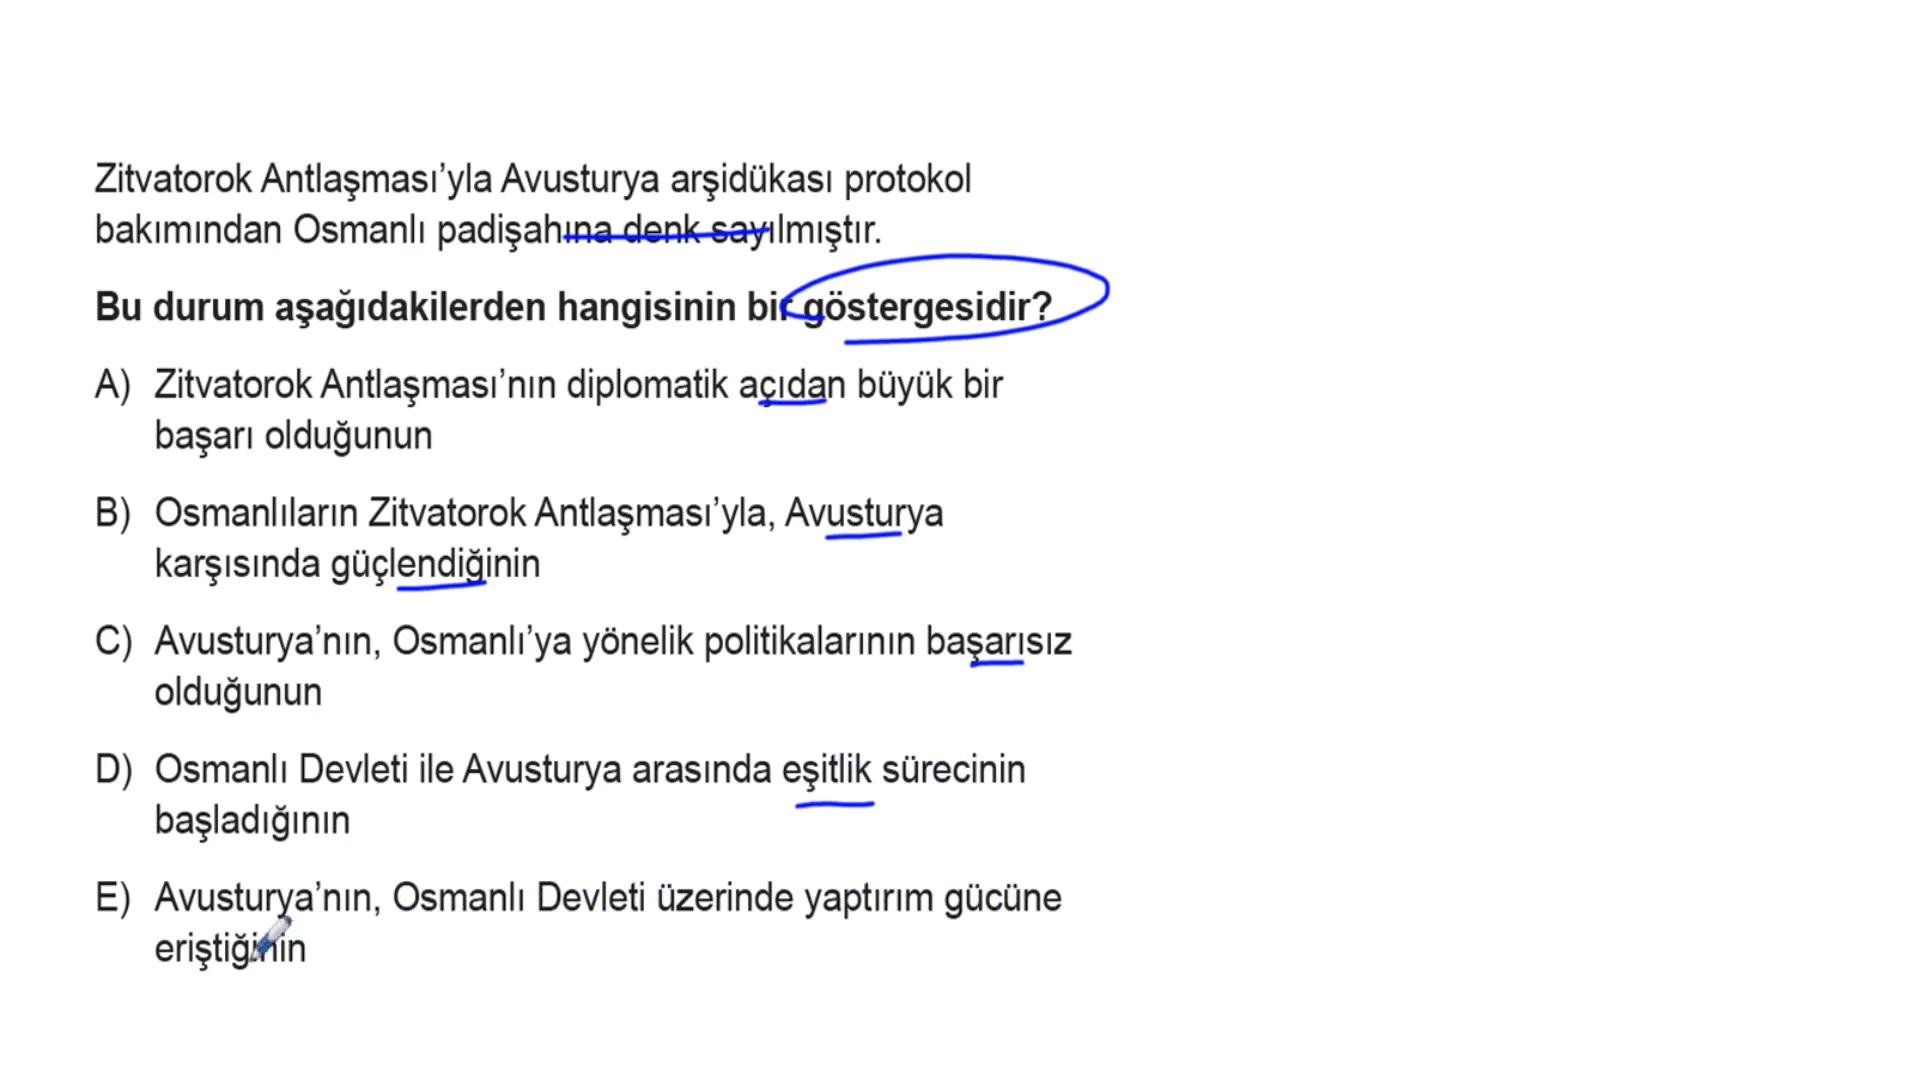 Zitvatorok Antlaşması’yla Avusturya arşidükası protokol
bakımından Osmanlı padişahına denk sayılmıştır.
Bu durum aşağıdakilerden hangisinin bir göstergesidir?
A) Zitvatorok Antlaşması’nın diplomatik açıdan büyük bir
başarı olduğunun
B) Osmanlıların Zitvatorok Antlaşması’yla, Avusturya
karşısında güçlendiğinin
C) Avusturya’nın, Osmanlı’ya yönelik politikalarının başarısız
olduğunun
D) Osmanlı Devleti ile Avusturya arasında eşitlik sürecinin
başladığının
E) Avusturya’nın, Osmanlı Devleti üzerinde yaptırım gücüne
eriştiğinin